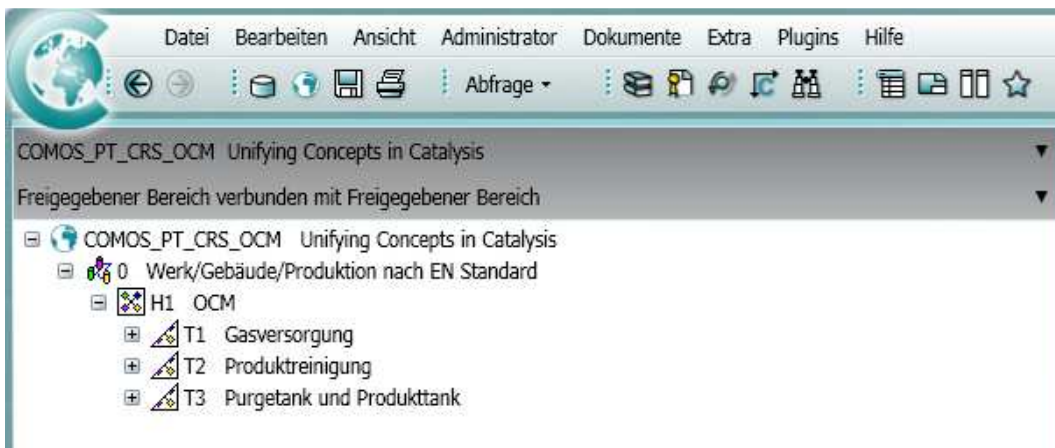 Datei Bearbeiten Ansicht Administrator Dokumente Extra Plugins Hilfe
Abfrage
COMOS_PT_CRS_OCM Unifying Concepts in Catalysis
Freigegebener Bereich verbunden mit Freigegebener Bereich
COMOS_PT_CRS_OCM Unifying Concepts in Catalysis
0 Werk/Gebäude/Produktion nach EN Standard
H1 OCM
T1 Gasversorgung
T2 Produktreinigung
T3 Purgetank und Produkttank